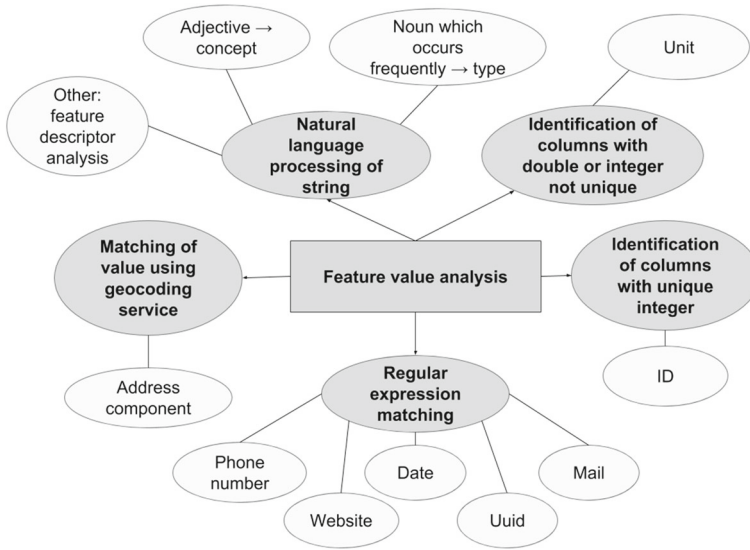 Adjective →
concept
Noun which
occurs
frequently → type
Unit
Other:
feature
descriptor
analysis
Natural
language
processing of
string
Identification of
columns with
double or integer
not unique
Matching of
value using
geocoding
service
Feature value analysis
Identification
of columns
with unique
integer
Address
component
Regular
expression
matching
ID
Phone
number
Date
Mail
Website
Uuid